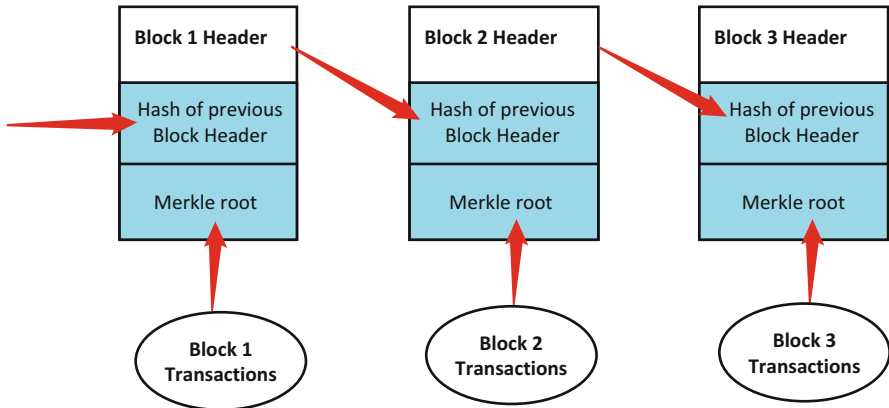 Block 1 Header
Hash of previous
Block Header
Merkle root
Block 1
Transactions
Block 2 Header
Hash of previous
Block Header
Merkle root
Block 2
Transactions
Block 3 Header
Hash of previous
Block Header
Merkle root
Block 3
Transactions